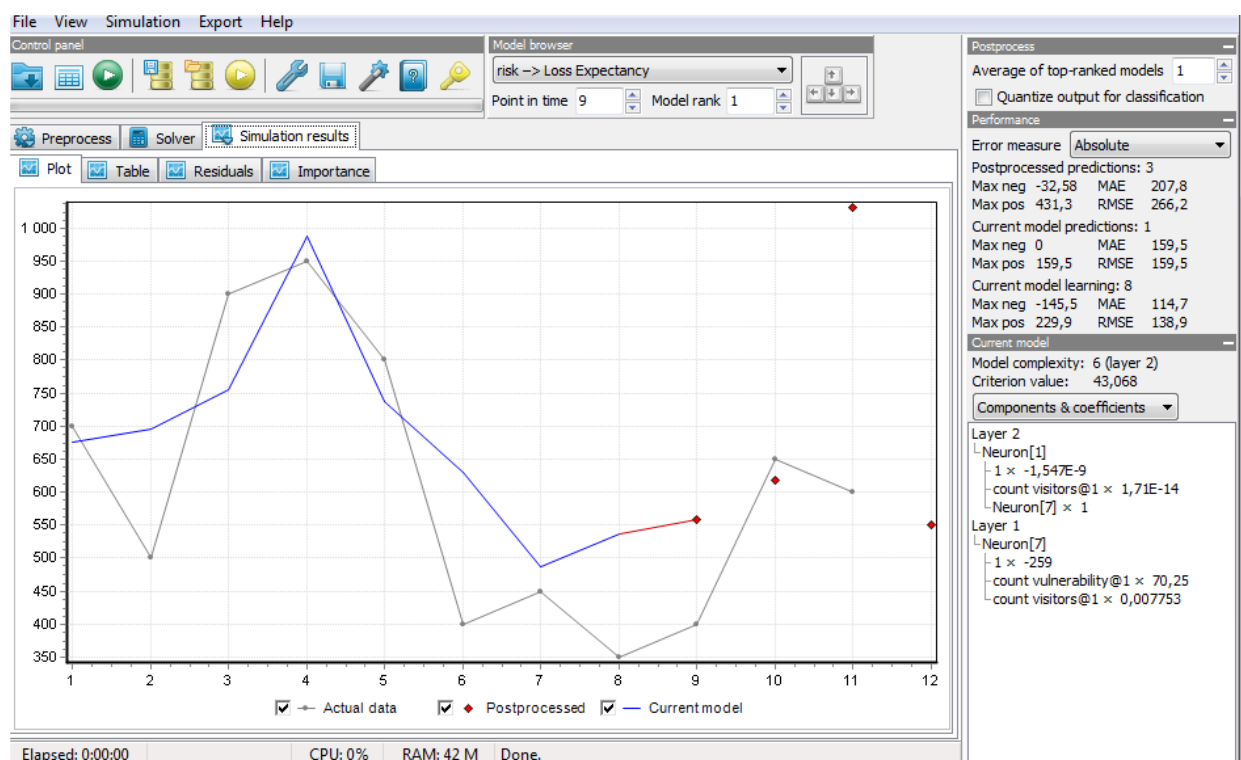 File View Simulation Export Help
Control panel
Model browser
risk --> Loss Expectancy
Point in time 9 Model rank 1
Preprocess Solver Simulation results
Plot Table Residuals Importance
1 000
950
900
850
800
750
700
650
600
550
500
450
400
350
1 2 3 4 5 6 7 8 9 10 11 12
Actual data Postprocessed Current model
Elapsed: 0:00:00 CPU: 0% RAM: 42 M Done.
Postprocess
Average of top-ranked models 1
Quantize output for classification
Performance
Error measure Absolute
Postprocessed predictions: 3
Max neg -32,58 MAE 207,8
Max pos 431,3 RMSE 266,2
Current model predictions: 1
Max neg 0 MAE 159,5
Max pos 159,5 RMSE 159,5
Current model learning: 8
Max neg -145,5 MAE 114,7
Max pos 229,9 RMSE 138,9
Current model
Model complexity: 6 (layer 2)
Criterion value: 43,068
Components & coefficients
Layer 2
Neuron[1]
1 × -1,547E-9
count visitors@1 × 1,71E-14
Neuron[7] × 1
Layer 1
Neuron[7]
1 × -259
count vulnerability@1 × 70,25
count visitors@1 × 0,007753